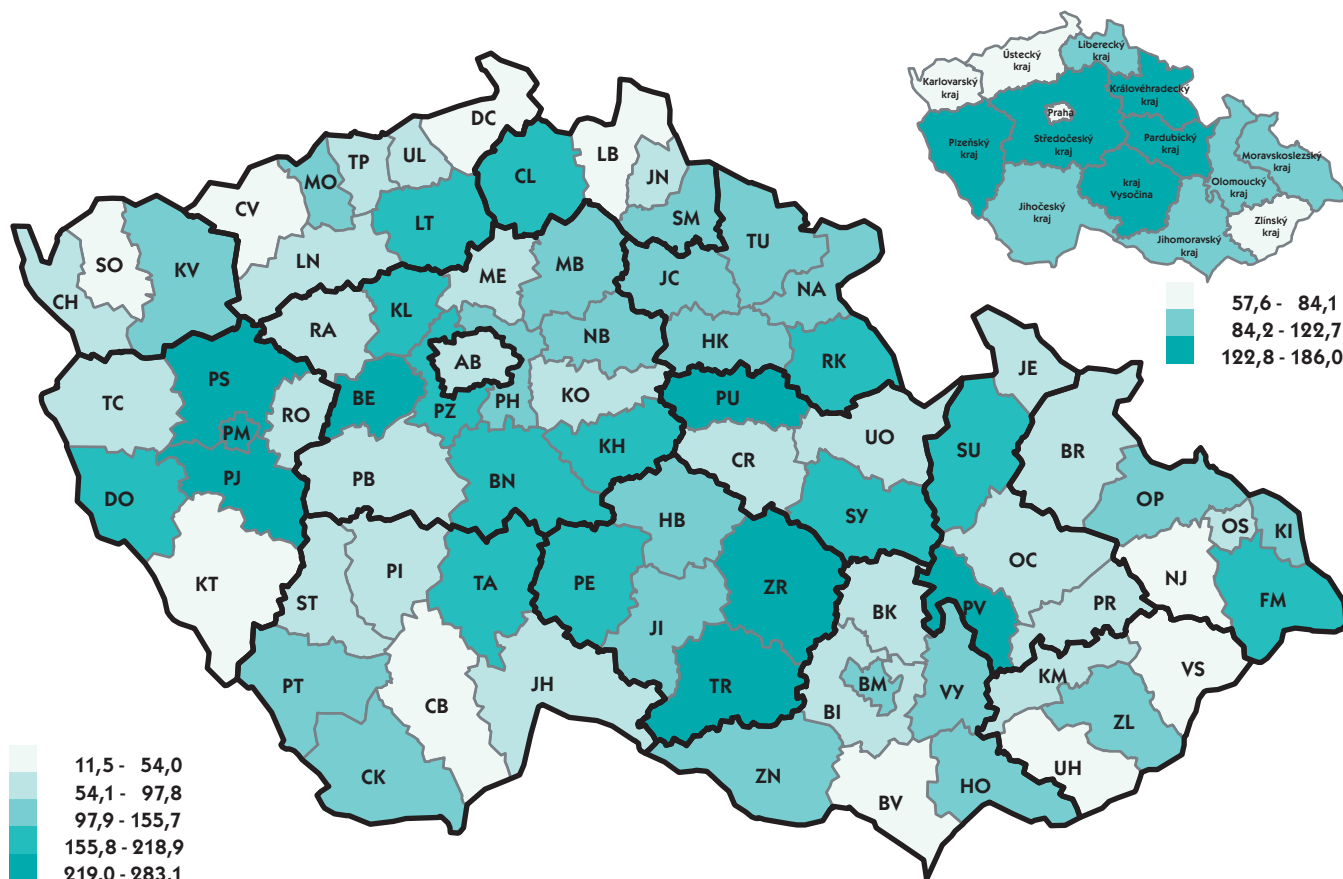 DC
LB
TP
UL
JN
MO
CL
CV
LT
SM
TU
SO
KV
LN
ME
MB
JC
NA
CH
KL
RA
NB
HK
RK
AB
PS
BE
PZ
PH
KO
PU
JE
TC
RO
PM
KH
CR
UO
SU
BR
DO
PJ
PB
BN
SY
OP
OS
KI
HB
OC
NJ
FM
KT
ST
PI
TA
PE
ZR
BK
PV
PR
JI
KM
VS
PT
CB
JH
TR
BI
BM
VY
ZL
CK
ZN
BV
HO
UH
Karlovarský
kraj
Ústecký
kraj
Liberecký
kraj
Královéhradecký
kraj
Praha
Plzeňský
kraj
Středočeský
kraj
Pardubický
kraj
Moravskoslezský
kraj
kraj
Vysočina
Olomoucký
kraj
Jihočeský
kraj
Zlínský
kraj
Jihomoravský
kraj
57,6 - 84,1
84,2 - 122,7
122,8 - 186,0
11,5 - 54,0
54,1 - 97,8
97,9 - 155,7
155,8 - 218,9
219,0 - 283,1